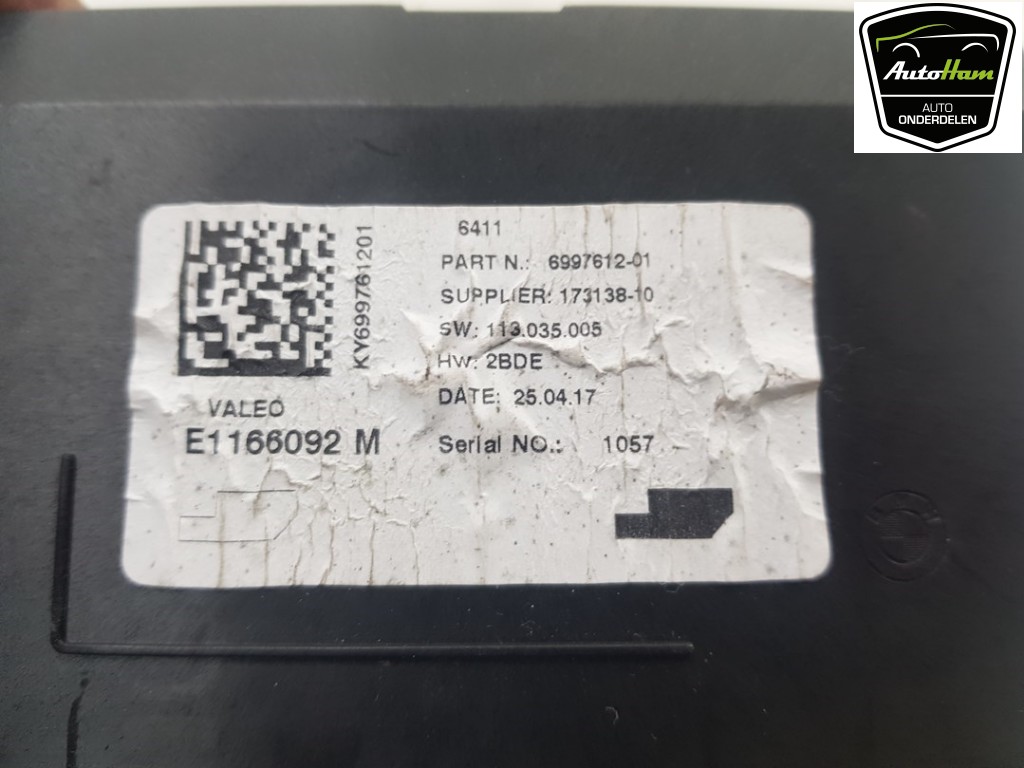 AutoHam
AUTO
ONDERDELEN
KY699761201
6411
PART N.: 6997612-01
SUPPLIER: 173138-10
SW: 113.035.005
HW: 2BDE
DATE: 25.04.17
VALEO
E1166092 M
Serial NO.: 1057